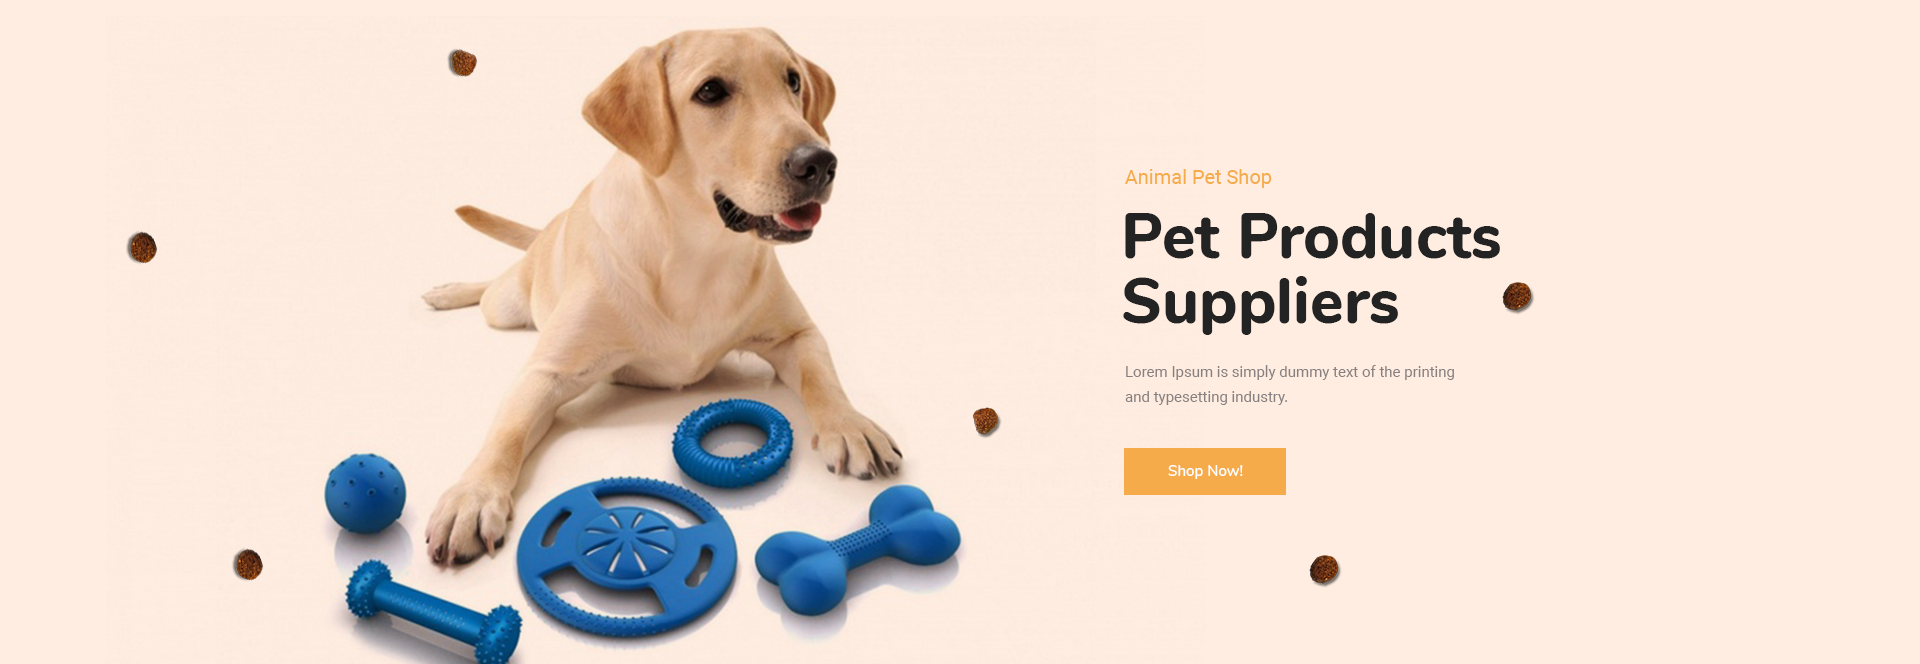 Animal Pet Shop
Pet Products
Suppliers
Lorem Ipsum is simply dummy text of the printing
and typesetting industry.
Shop Now!